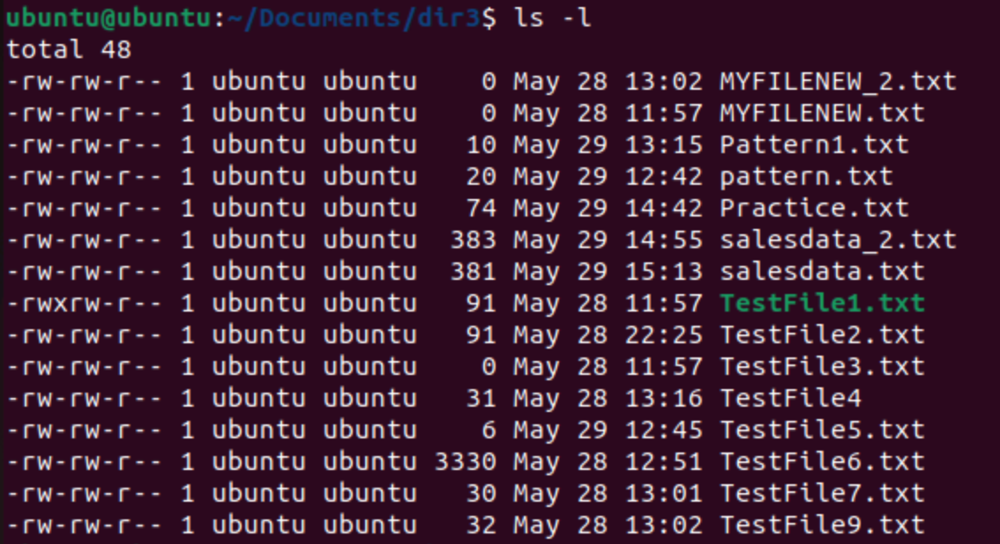 ubuntu@ubuntu:~/Documents/dir3$ ls -l
total 48
-rw-rw-r-- 1 ubuntu ubuntu    0 May 28 13:02 MYFILENEW_2.txt
-rw-rw-r-- 1 ubuntu ubuntu    0 May 28 11:57 MYFILENEW.txt
-rw-rw-r-- 1 ubuntu ubuntu   10 May 29 13:15 Pattern1.txt
-rw-rw-r-- 1 ubuntu ubuntu   20 May 29 12:42 pattern.txt
-rw-rw-r-- 1 ubuntu ubuntu   74 May 29 14:42 Practice.txt
-rw-rw-r-- 1 ubuntu ubuntu  383 May 29 14:55 salesdata_2.txt
-rw-rw-r-- 1 ubuntu ubuntu  381 May 29 15:13 salesdata.txt
-rwxrw-r-- 1 ubuntu ubuntu   91 May 28 11:57 TestFile1.txt
-rw-rw-r-- 1 ubuntu ubuntu   91 May 28 22:25 TestFile2.txt
-rw-rw-r-- 1 ubuntu ubuntu    0 May 28 11:57 TestFile3.txt
-rw-rw-r-- 1 ubuntu ubuntu   31 May 28 13:16 TestFile4
-rw-rw-r-- 1 ubuntu ubuntu    6 May 29 12:45 TestFile5.txt
-rw-rw-r-- 1 ubuntu ubuntu 3330 May 28 12:51 TestFile6.txt
-rw-rw-r-- 1 ubuntu ubuntu   30 May 28 13:01 TestFile7.txt
-rw-rw-r-- 1 ubuntu ubuntu   32 May 28 13:02 TestFile9.txt